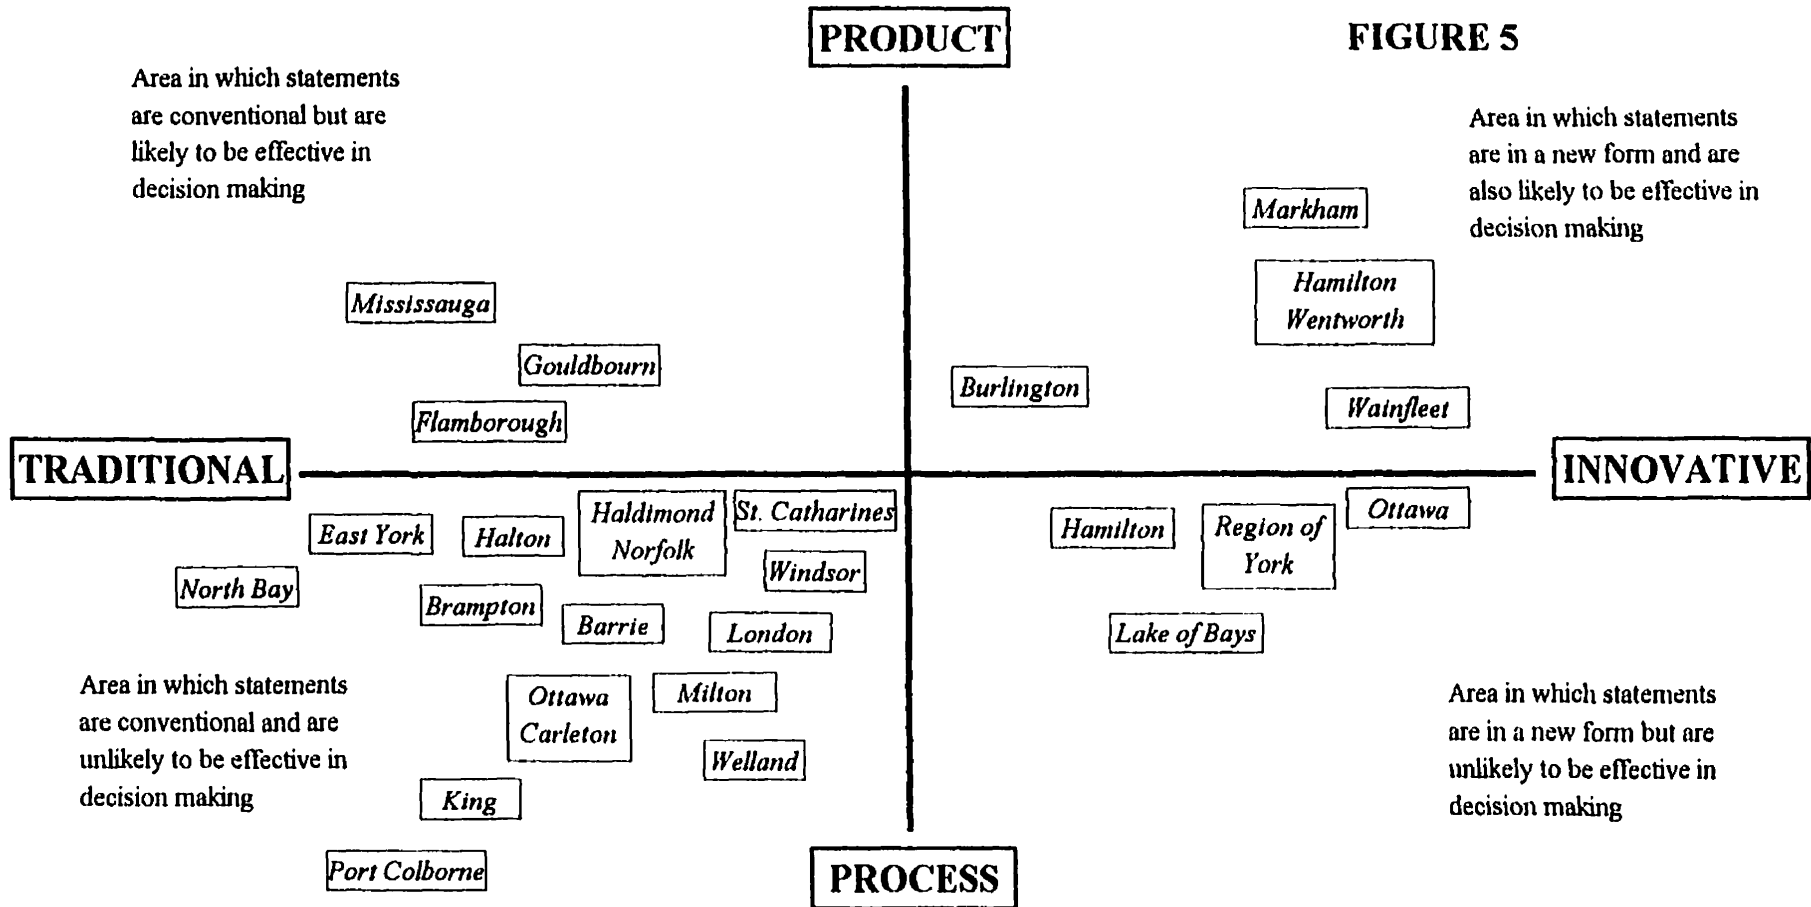 PRODUCT
FIGURE 5
Area in which statements
are conventional but are
likely to be effective in
decision making
Area in which statements
are in a new form and are
also likely to be effective in
decision making
Markham
Hamilton
Wentworth
Mississauga
Gouldbourn
Burlington
Flamborough
Wainfleet
TRADITIONAL
INNOVATIVE
East York
Halton
Haldimond
Norfolk
St. Catharines
Hamilton
Region of
York
Ottawa
North Bay
Brampton
Barrie
Windsor
London
Lake of Bays
Area in which statements
are conventional and are
unlikely to be effective in
decision making
Ottawa
Carleton
Milton
Welland
King
Port Colborne
Area in which statements
are in a new form but are
unlikely to be effective in
decision making
PROCESS